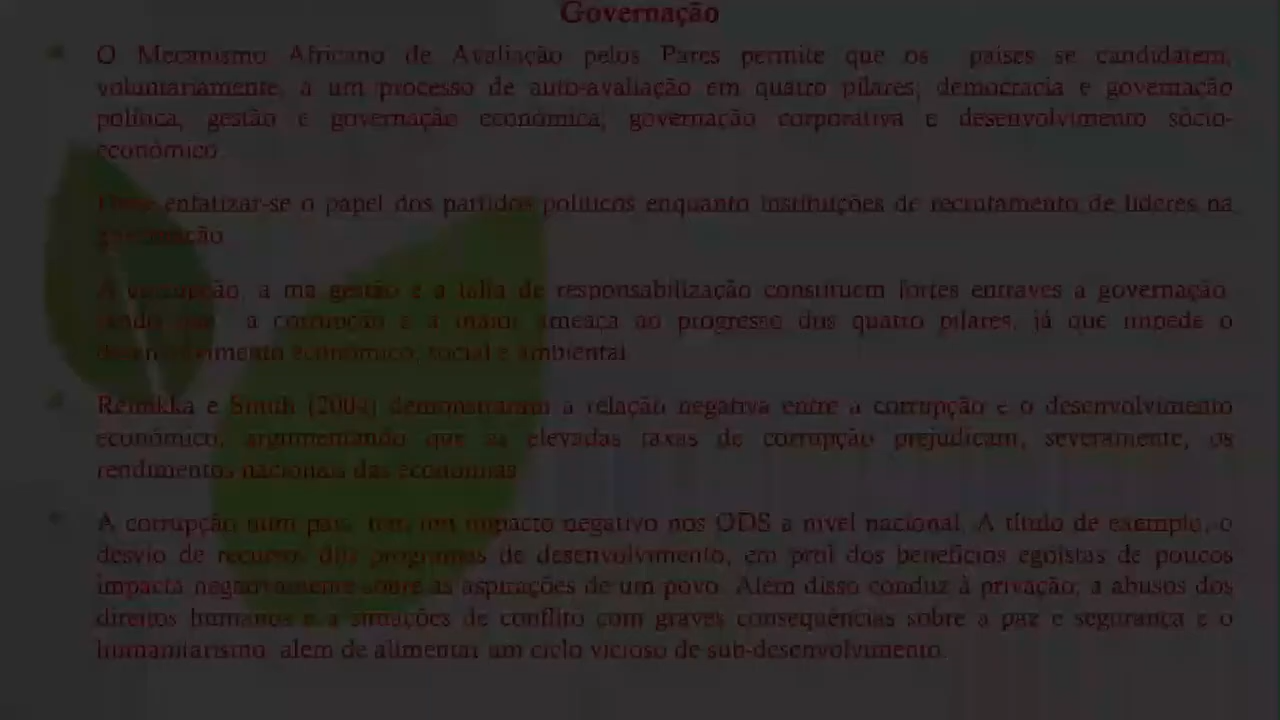 Governação
O Mecanismo Africano de Avaliação pelos Pares permite que os países se candidatem,
voluntariamente, a um processo de auto-avaliação em quatro pilares; democracia e governação
política, gestão e governação económica; governação corporativa e desenvolvimento sócio-
económico.
enfatizar-se o papel dos partidos políticos enquanto instituições de recrutamento de líderes na
governação
A corrupção, a má gestão e a falta de responsabilização constituem fortes entraves à governação,
sendo que a corrupção é a maior ameaça ao progresso dos quatro pilares, já que impede o
desenvolvimento económico, social e ambiental
Reinikka e Smith (2004) demonstraram a relação negativa entre a corrupção e o desenvolvimento
económico, argumentando que as elevadas taxas de corrupção prejudicam, severamente, os
rendimentos nacionais das economias
A corrupção num país tem um impacto negativo nos ODS a nível nacional. A título de exemplo, o
desvio de recursos dos programas de desenvolvimento, em prol dos benefícios egoístas de poucos
impacta negativamente sobre as aspirações de um povo. Além disso conduz à privação; a abusos dos
direitos humanos e a situações de conflito com graves consequências sobre a paz e segurança e o
humanitarismo, além de alimentar um ciclo vicioso de sub-desenvolvimento.